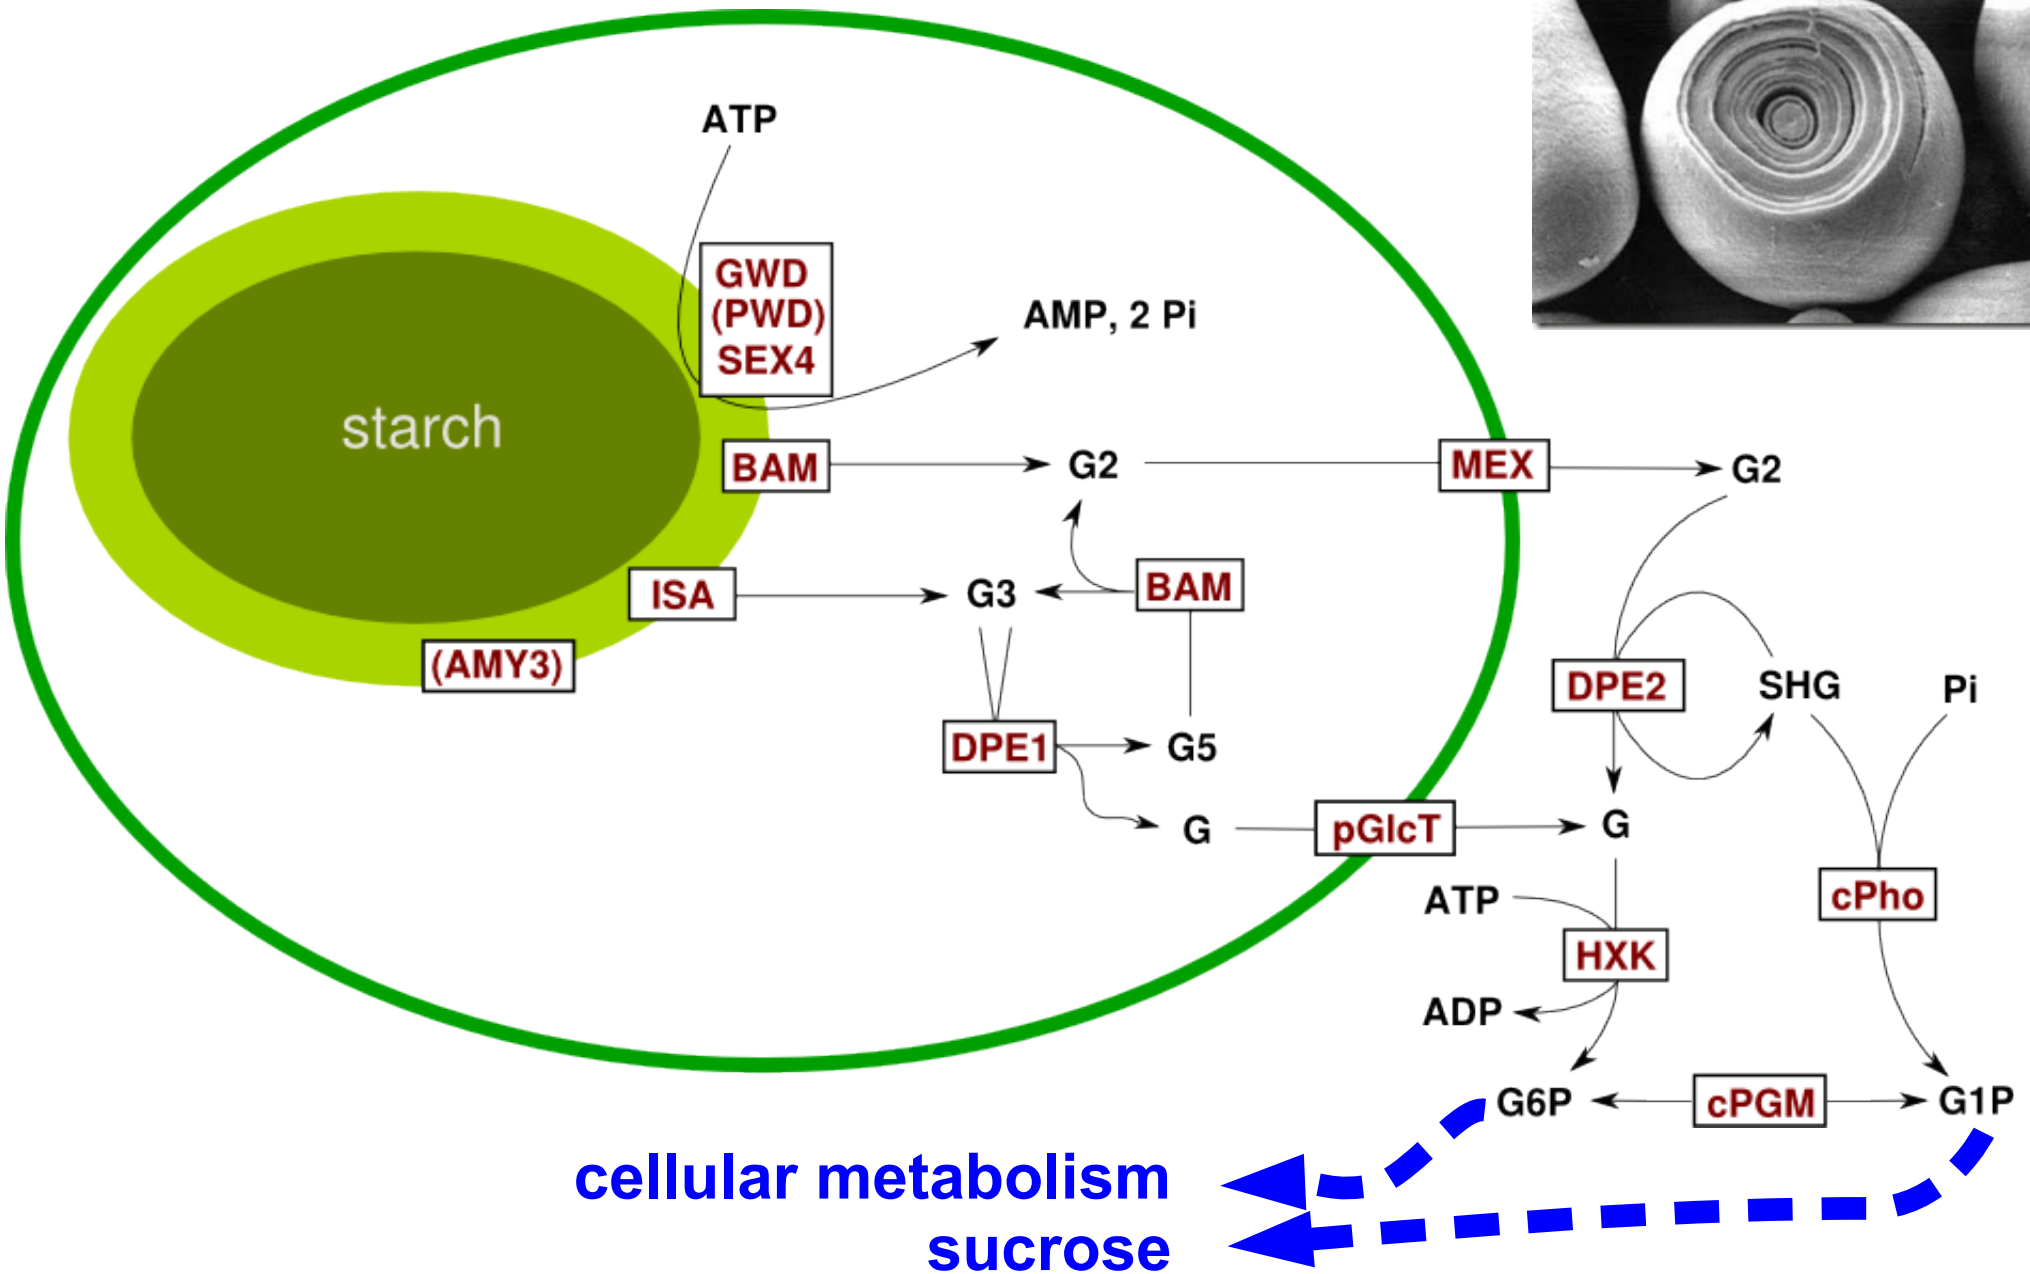 ATP
GWD
(PWD)
SEX4
AMP, 2 Pi
starch
BAM
G2
MEX
G2
ISA
G3
BAM
(AMY3)
DPE2
SHG
Pi
DPE1
G5
G
pGlcT
G
ATP
cPho
HXK
ADP
G6P
cPGM
G1P
cellular metabolism
sucrose